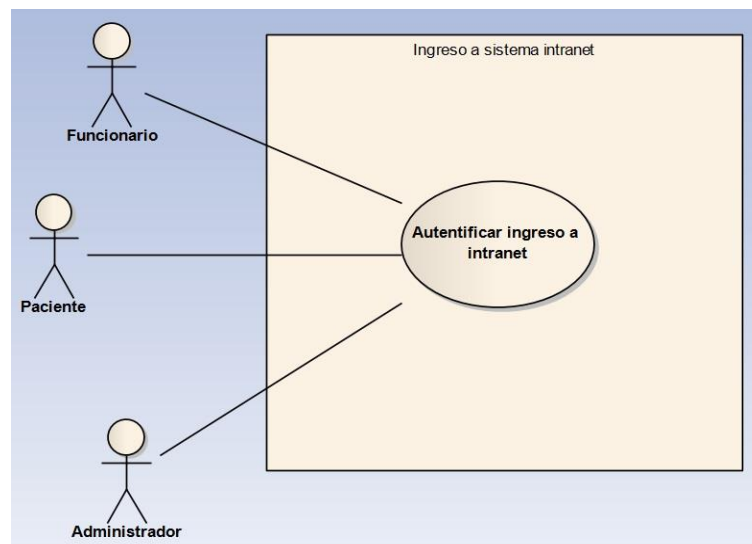 Ingreso a sistema intranet
Funcionario
Autentificar ingreso a
intranet
Paciente
Administrador